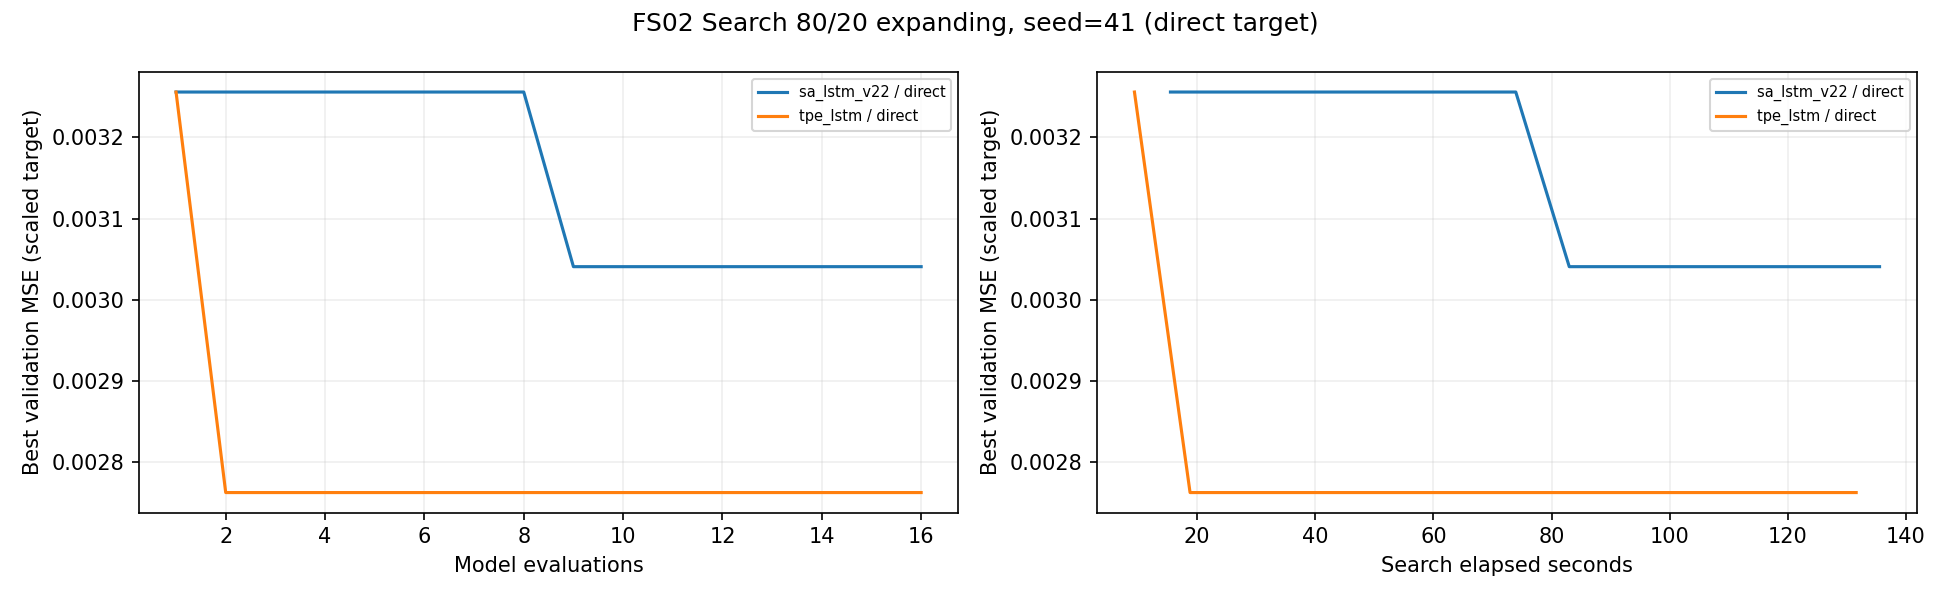 FS02 Search 80/20 expanding, seed=41 (direct target)
Best validation MSE (scaled target)
0.0032
0.0031
0.0030
0.0029
0.0028
sa_lstm_v22 / direct
tpe_lstm / direct
2 4 6 8 10 12 14 16
Model evaluations
Best validation MSE (scaled target)
0.0032
0.0031
0.0030
0.0029
0.0028
sa_lstm_v22 / direct
tpe_lstm / direct
20 40 60 80 100 120 140
Search elapsed seconds